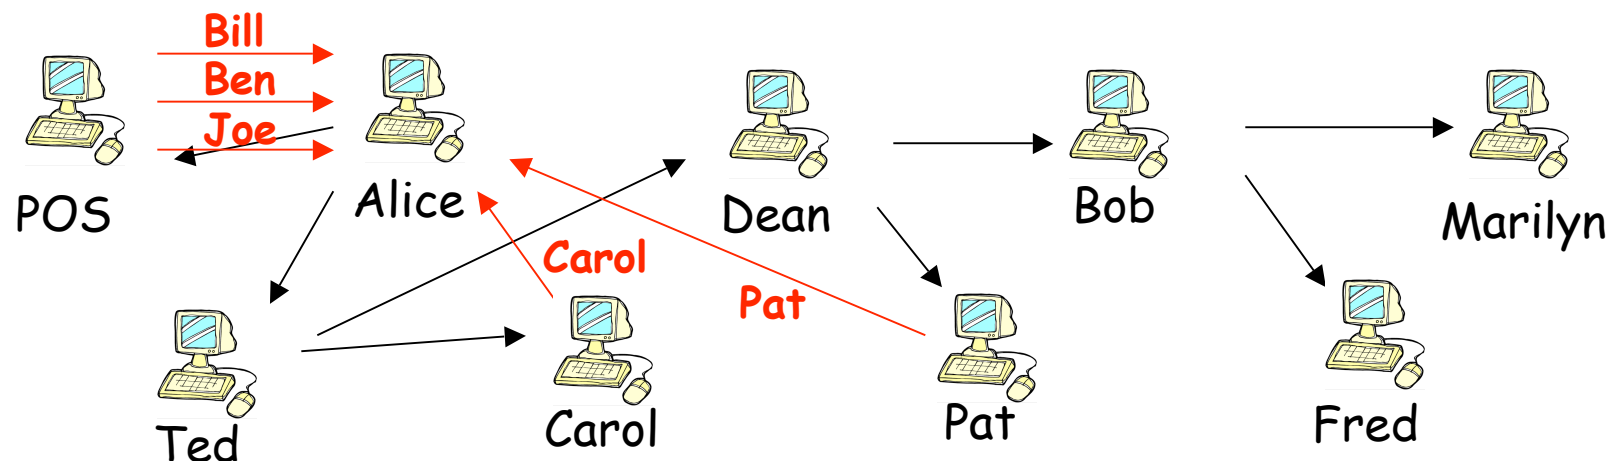 Bill
Ben
Joe
POS
Alice
Dean
Bob
Marilyn
Carol
Pat
Ted
Carol
Pat
Fred